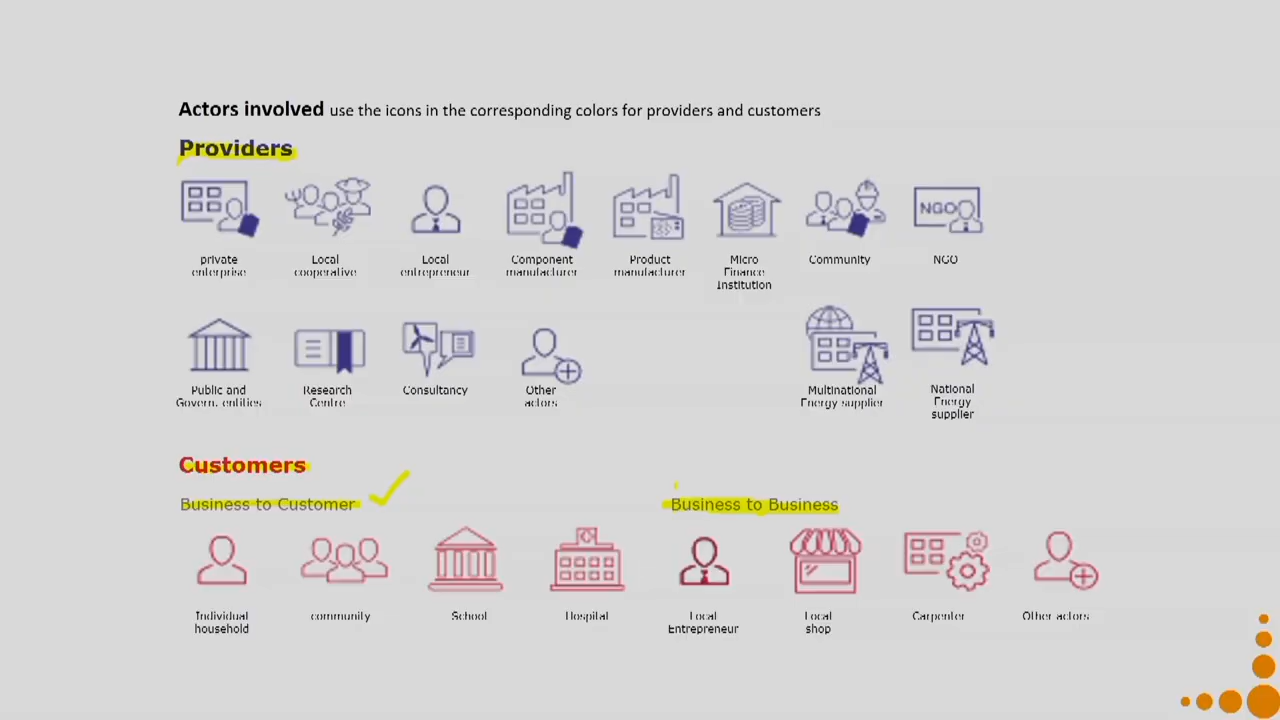 Actors involved use the icons in the corresponding colors for providers and customers
Providers
private enterprise
Local cooperative
Local entrepreneur
Component manufacturer
Product manufacturer
Micro Finance Institution
Community
NGO
NGO
Public and Govern. entities
Research Centre
Consultancy
Other actors
Multinational Energy supplier
National Energy supplier
Customers
Business to Customer
Business to Business
Individual household
community
School
Hospital
Local Entrepreneur
Local shop
Carpenter
Other actors